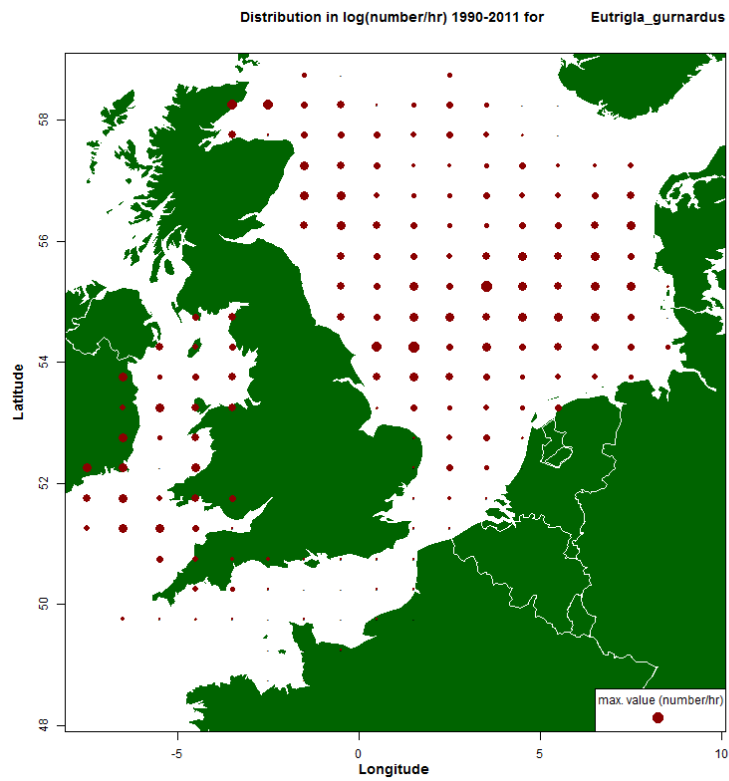 Distribution in log(number/hr) 1990-2011 for Eutrigla_gurnardus
58
56
54
52
50
48
Latitude
-5 0 5 10
Longitude
max. value (number/hr)